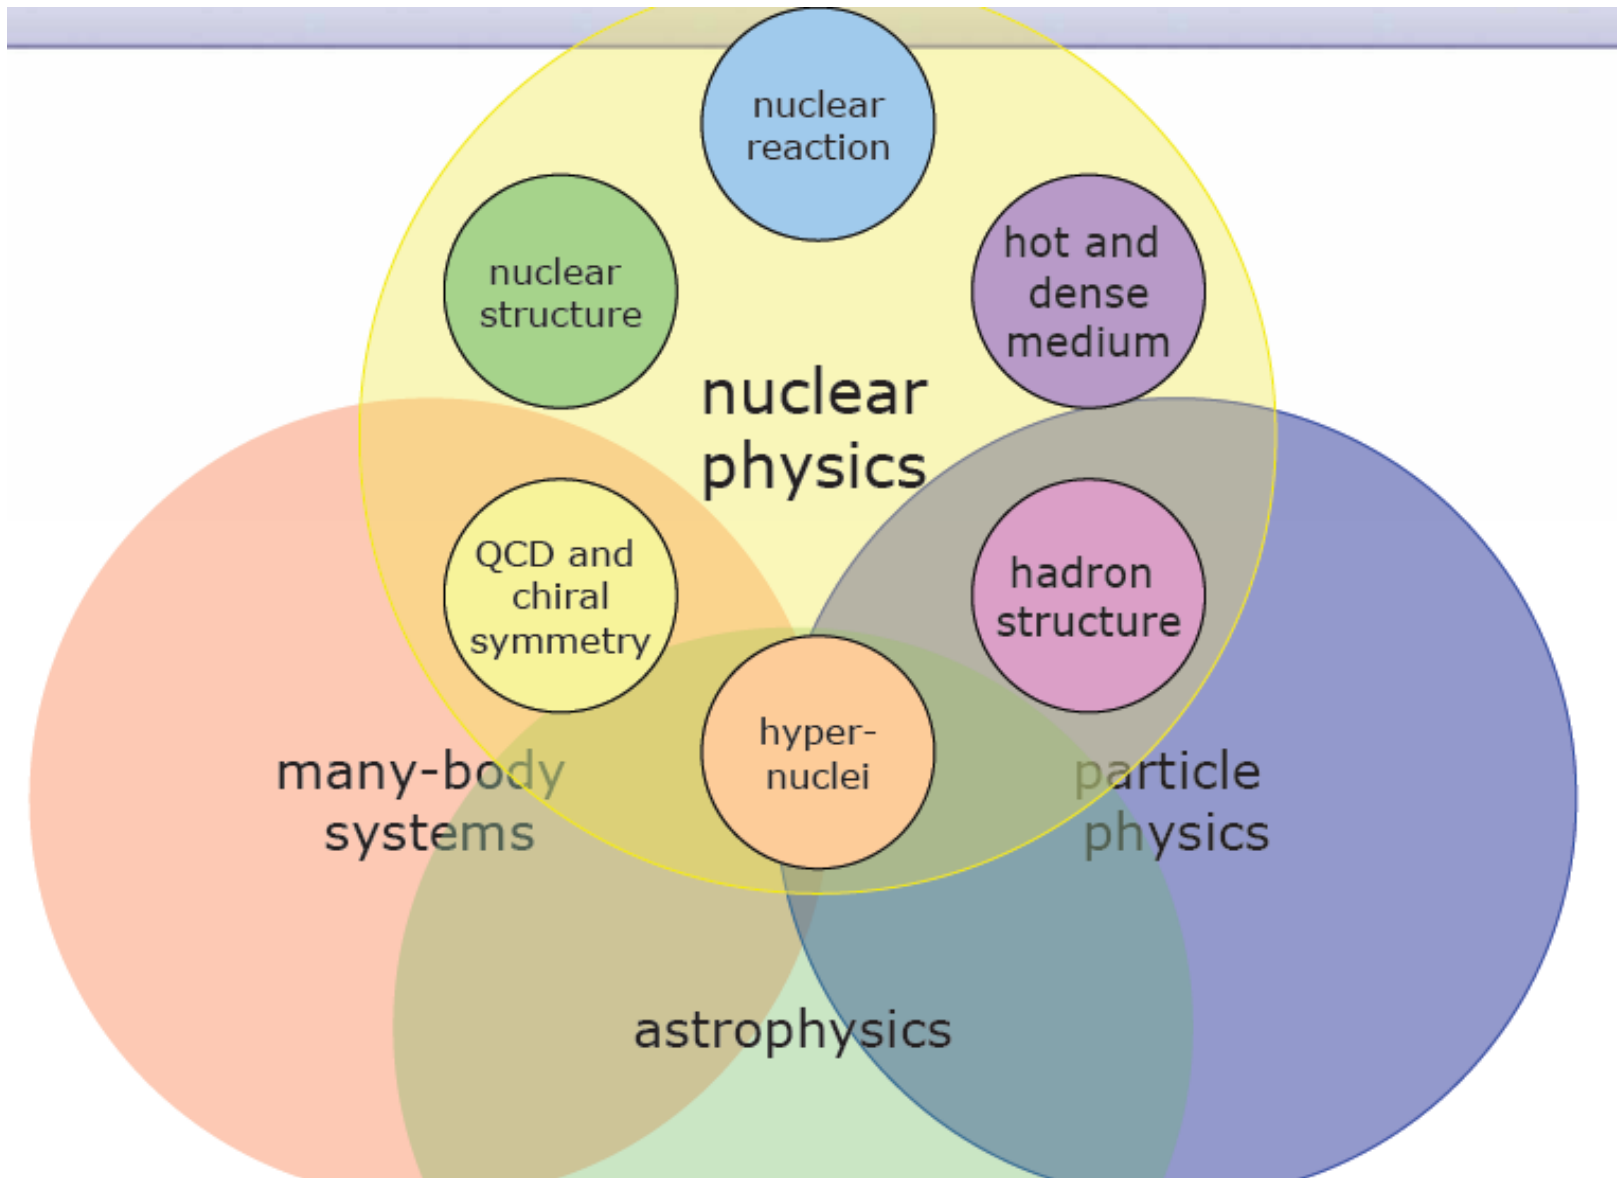 nuclear
reaction
nuclear
structure
hot and
dense
medium
nuclear
physics
QCD and
chiral
symmetry
hadron
structure
hyper-
nuclei
many-body
systems
particle
physics
astrophysics